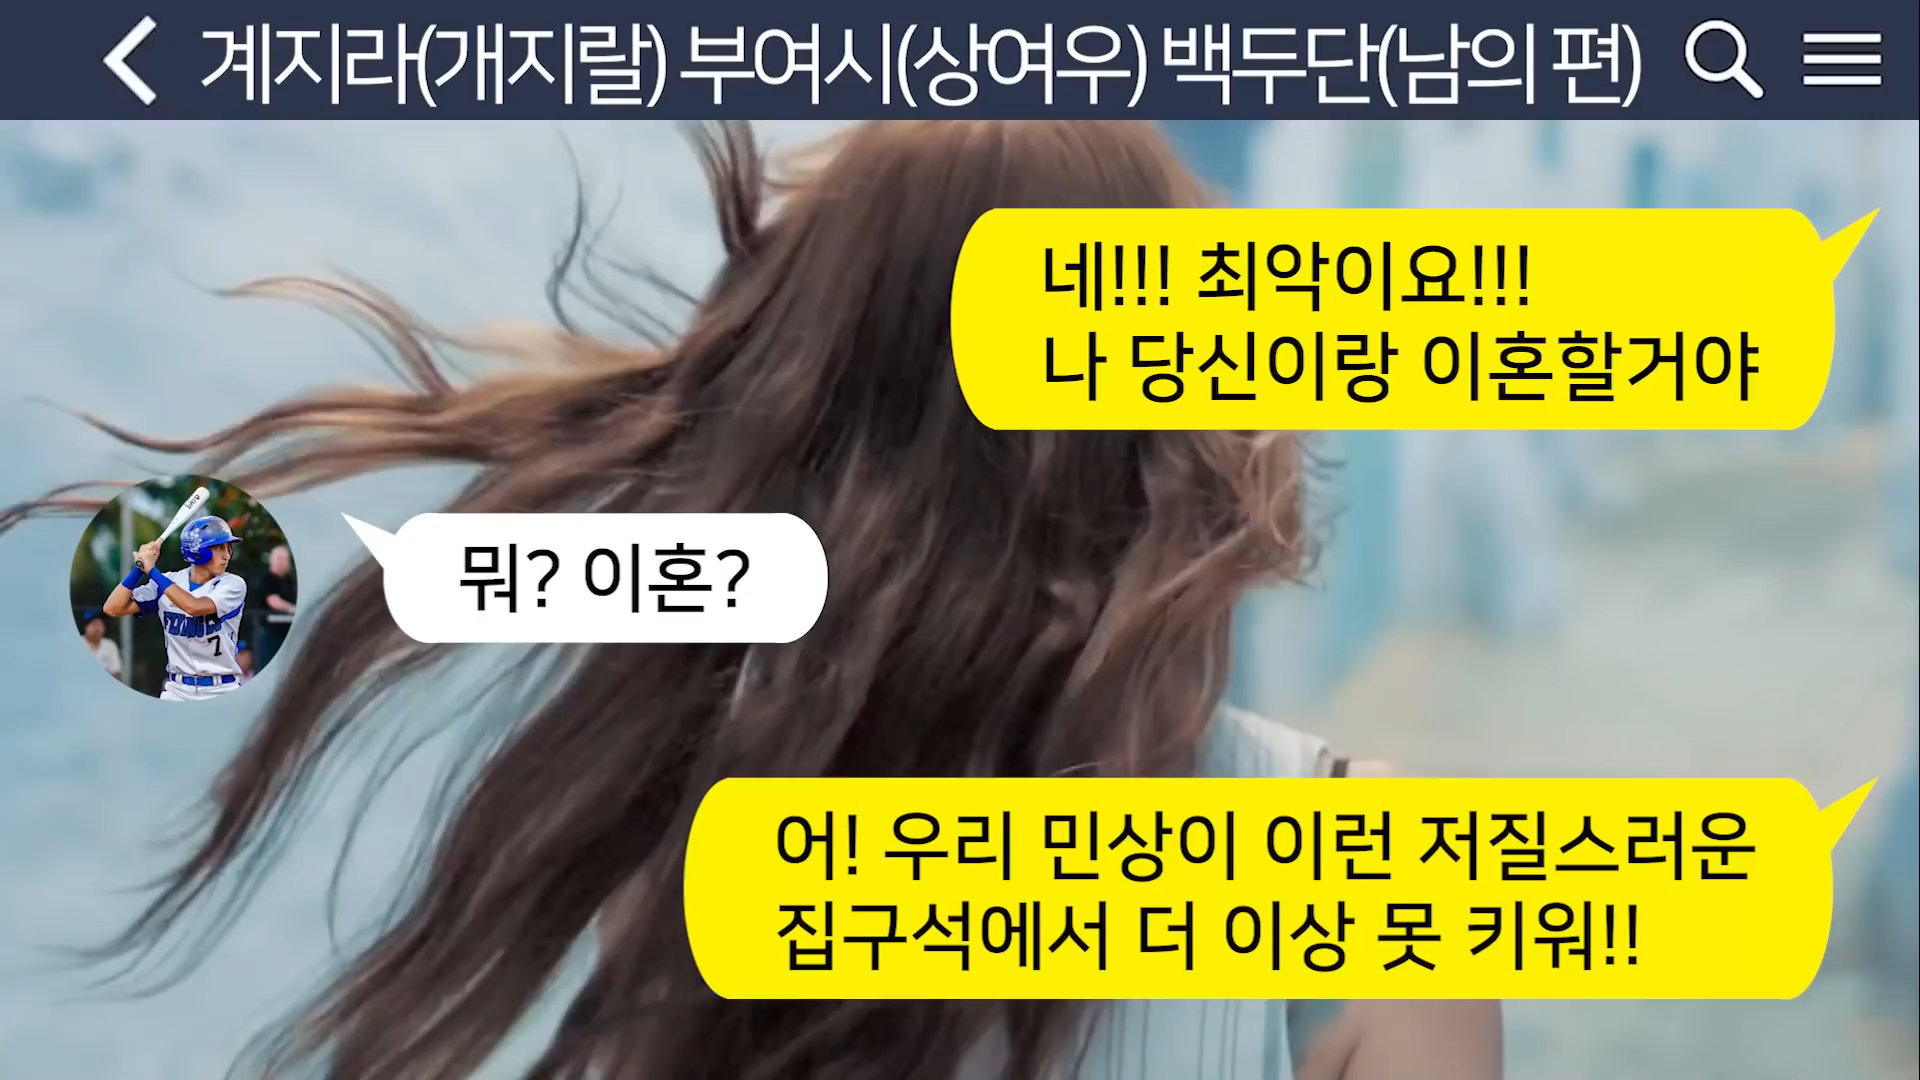 계지라(개지랄) 부여시(상여우) 백두단(남의 편)
네!!! 최악이요!!!
나 당신이랑 이혼할거야
뭐? 이혼?
7
어! 우리 민상이 이런 저질스러운
집구석에서 더 이상 못 키워!!